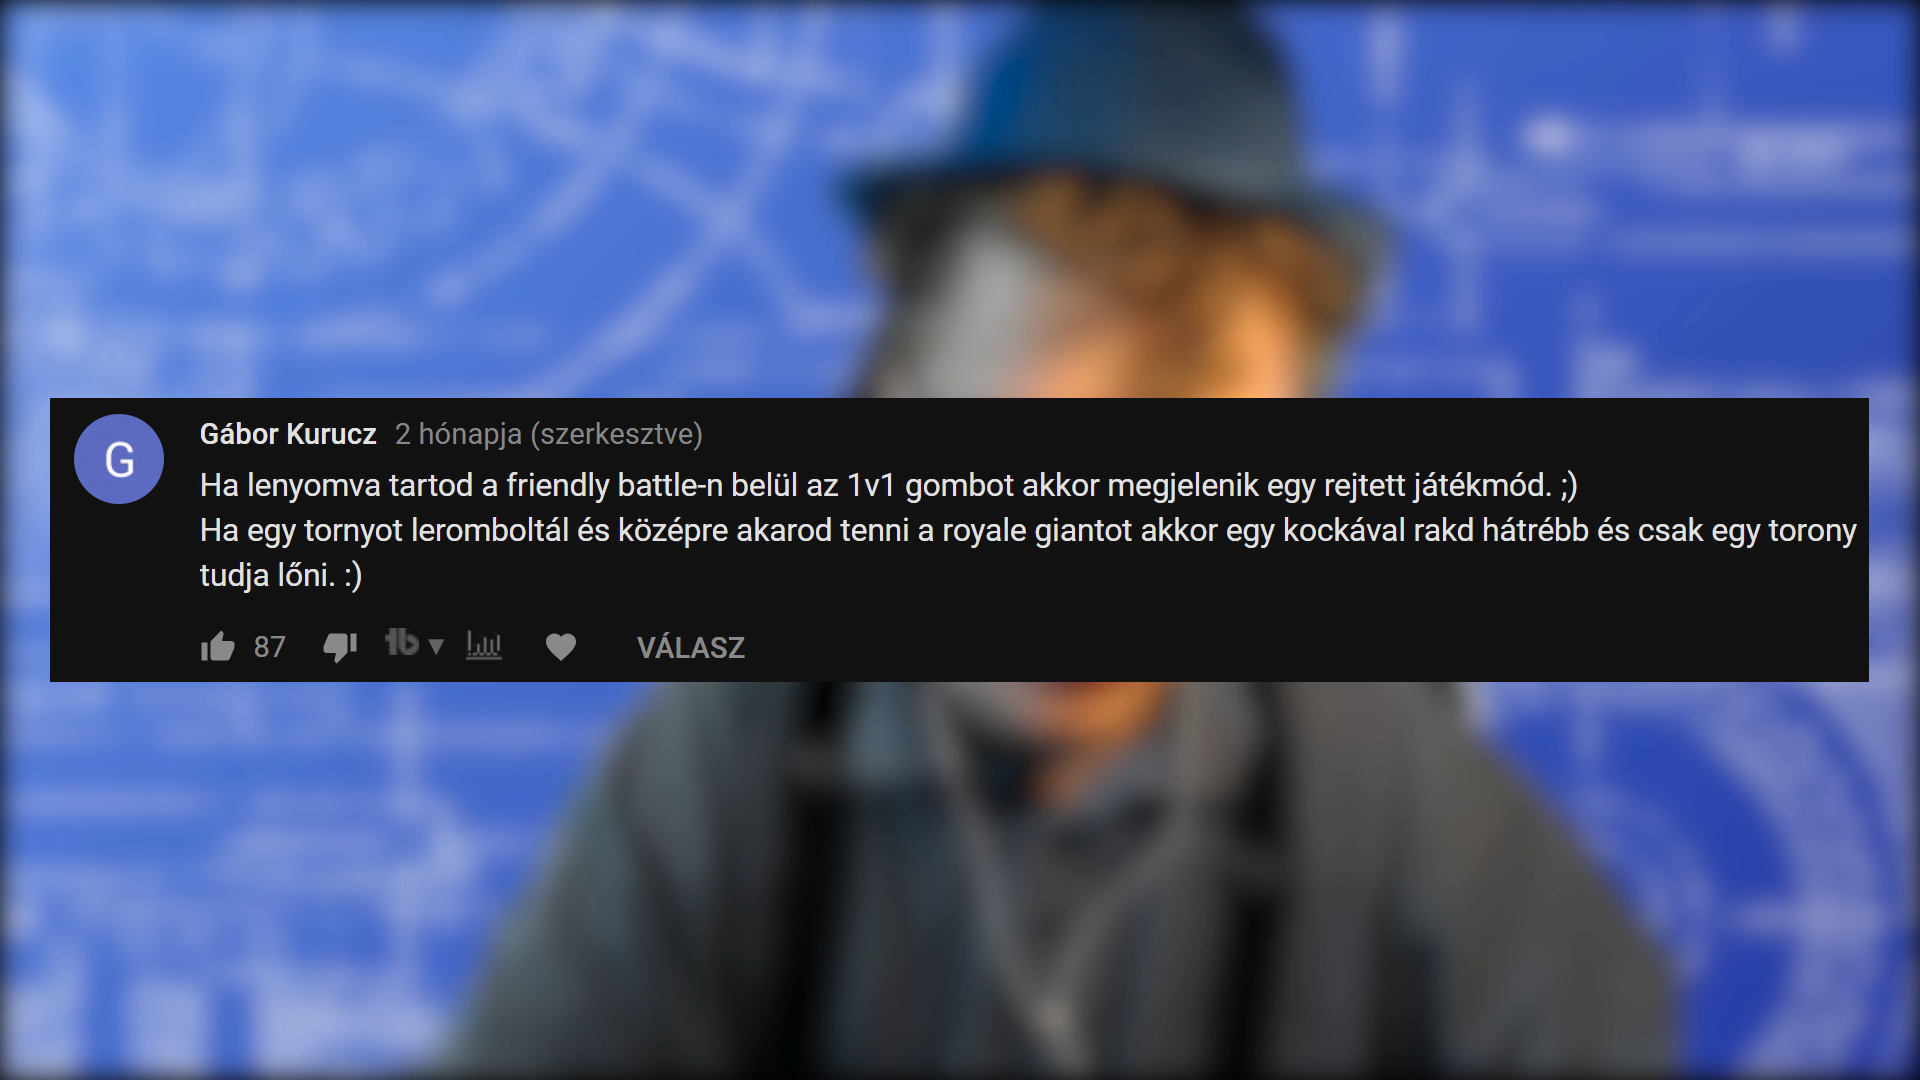 G
Gábor Kurucz 2 hónapja (szerkesztve)
Ha lenyomva tartod a friendly battle-n belül az 1v1 gombot akkor megjelenik egy rejtett játékmód. ;)
Ha egy tornyot leromboltál és középre akarod tenni a royale giantot akkor egy kockával rakd hátrébb és csak egy torony
tudja lőni. :)
87 VÁLASZ